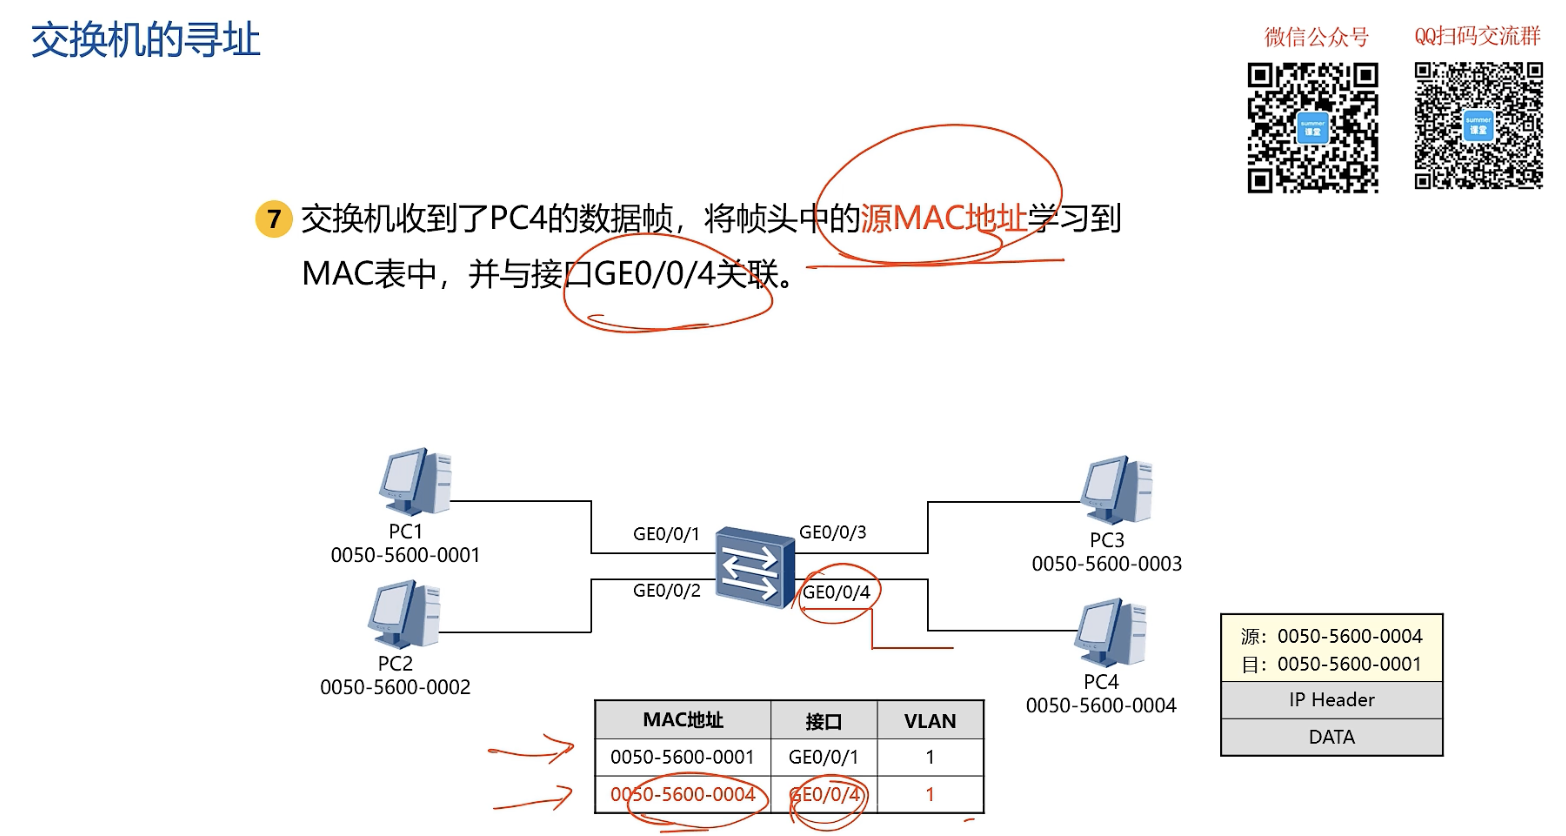 交换机的寻址
微信公众号
QQ扫码交流群
summer
课堂
summer
课堂
7 交换机收到了PC4的数据帧，将帧头中的源MAC地址学习到
MAC表中，并与接口GE0/0/4关联。
PC1
0050-5600-0001
PC2
0050-5600-0002
GE0/0/1
GE0/0/2
GE0/0/3
GE0/0/4
PC3
0050-5600-0003
PC4
0050-5600-0004
源：0050-5600-0004
目：0050-5600-0001
IP Header
DATA
MAC地址 接口 VLAN
0050-5600-0001 GE0/0/1 1
0050-5600-0004 GE0/0/4 1